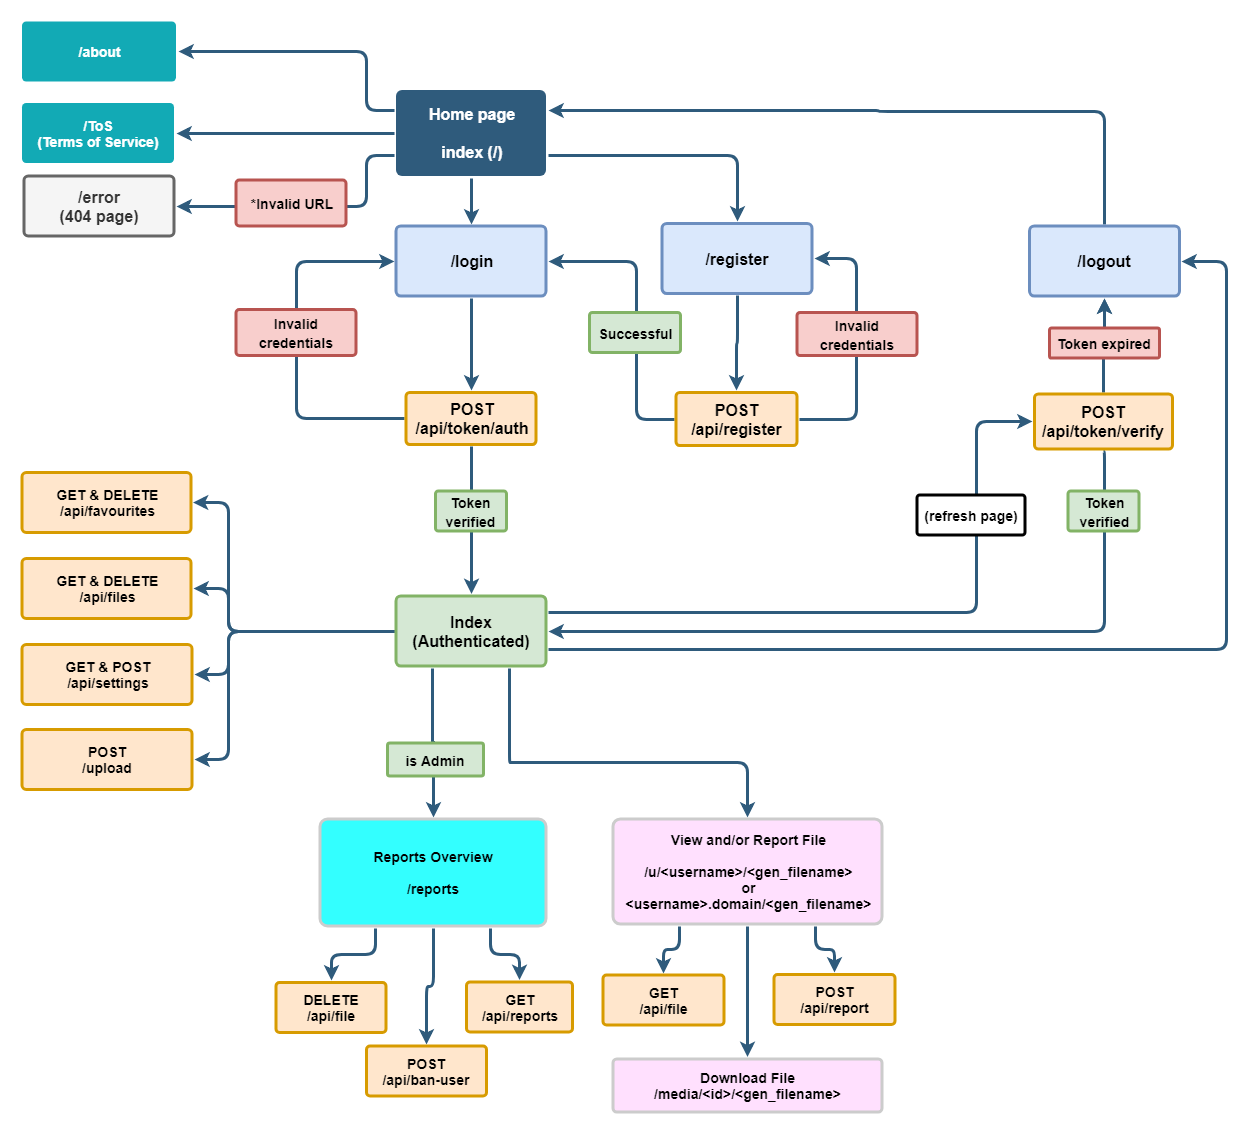 /about
Home page
index (/)
/ToS
(Terms of Service)
/error
(404 page)
*Invalid URL
/login
/register
/logout
Invalid
credentials
Successful
Invalid
credentials
Token expired
POST
/api/token/auth
POST
/api/register
POST
/api/token/verify
GET & DELETE
/api/favourites
Token
verified
(refresh page)
Token
verified
GET & DELETE
/api/files
Index
(Authenticated)
GET & POST
/api/settings
POST
/upload
is Admin
Reports Overview
/reports
View and/or Report File
/u/<username>/<gen_filename>
or
<username>.domain/<gen_filename>
DELETE
/api/file
GET
/api/reports
GET
/api/file
POST
/api/report
POST
/api/ban-user
Download File
/media/<id>/<gen_filename>